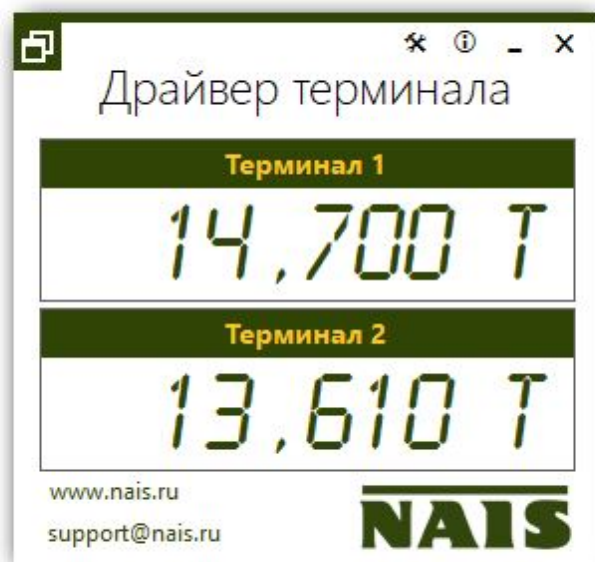 Драйвер терминала
Терминал 1
14,700 T
Терминал 2
13,610 T
www.nais.ru
support@nais.ru
NAIS